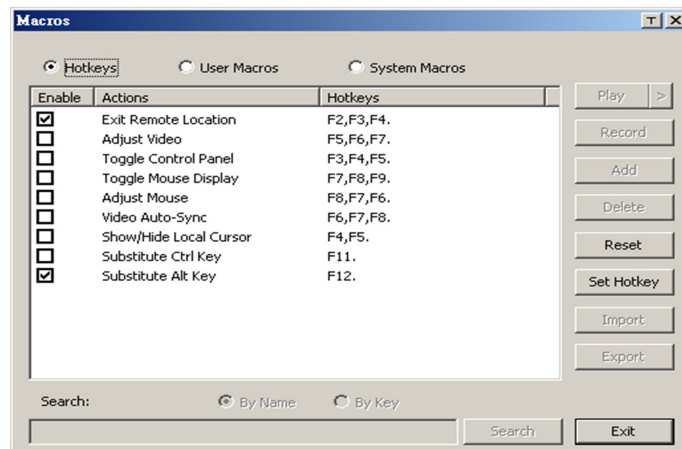 Macros T X
Hotkeys User Macros System Macros
Enable Actions Hotkeys
Exit Remote Location F2,F3,F4.
Adjust Video F5,F6,F7.
Toggle Control Panel F3,F4,F5.
Toggle Mouse Display F7,F8,F9.
Adjust Mouse F8,F7,F6.
Video Auto-Sync F6,F7,F8.
Show/Hide Local Cursor F4,F5.
Substitute Ctrl Key F11.
Substitute Alt Key F12.
Play >
Record
Add
Delete
Reset
Set Hotkey
Import
Export
Search: By Name By Key
Search Exit